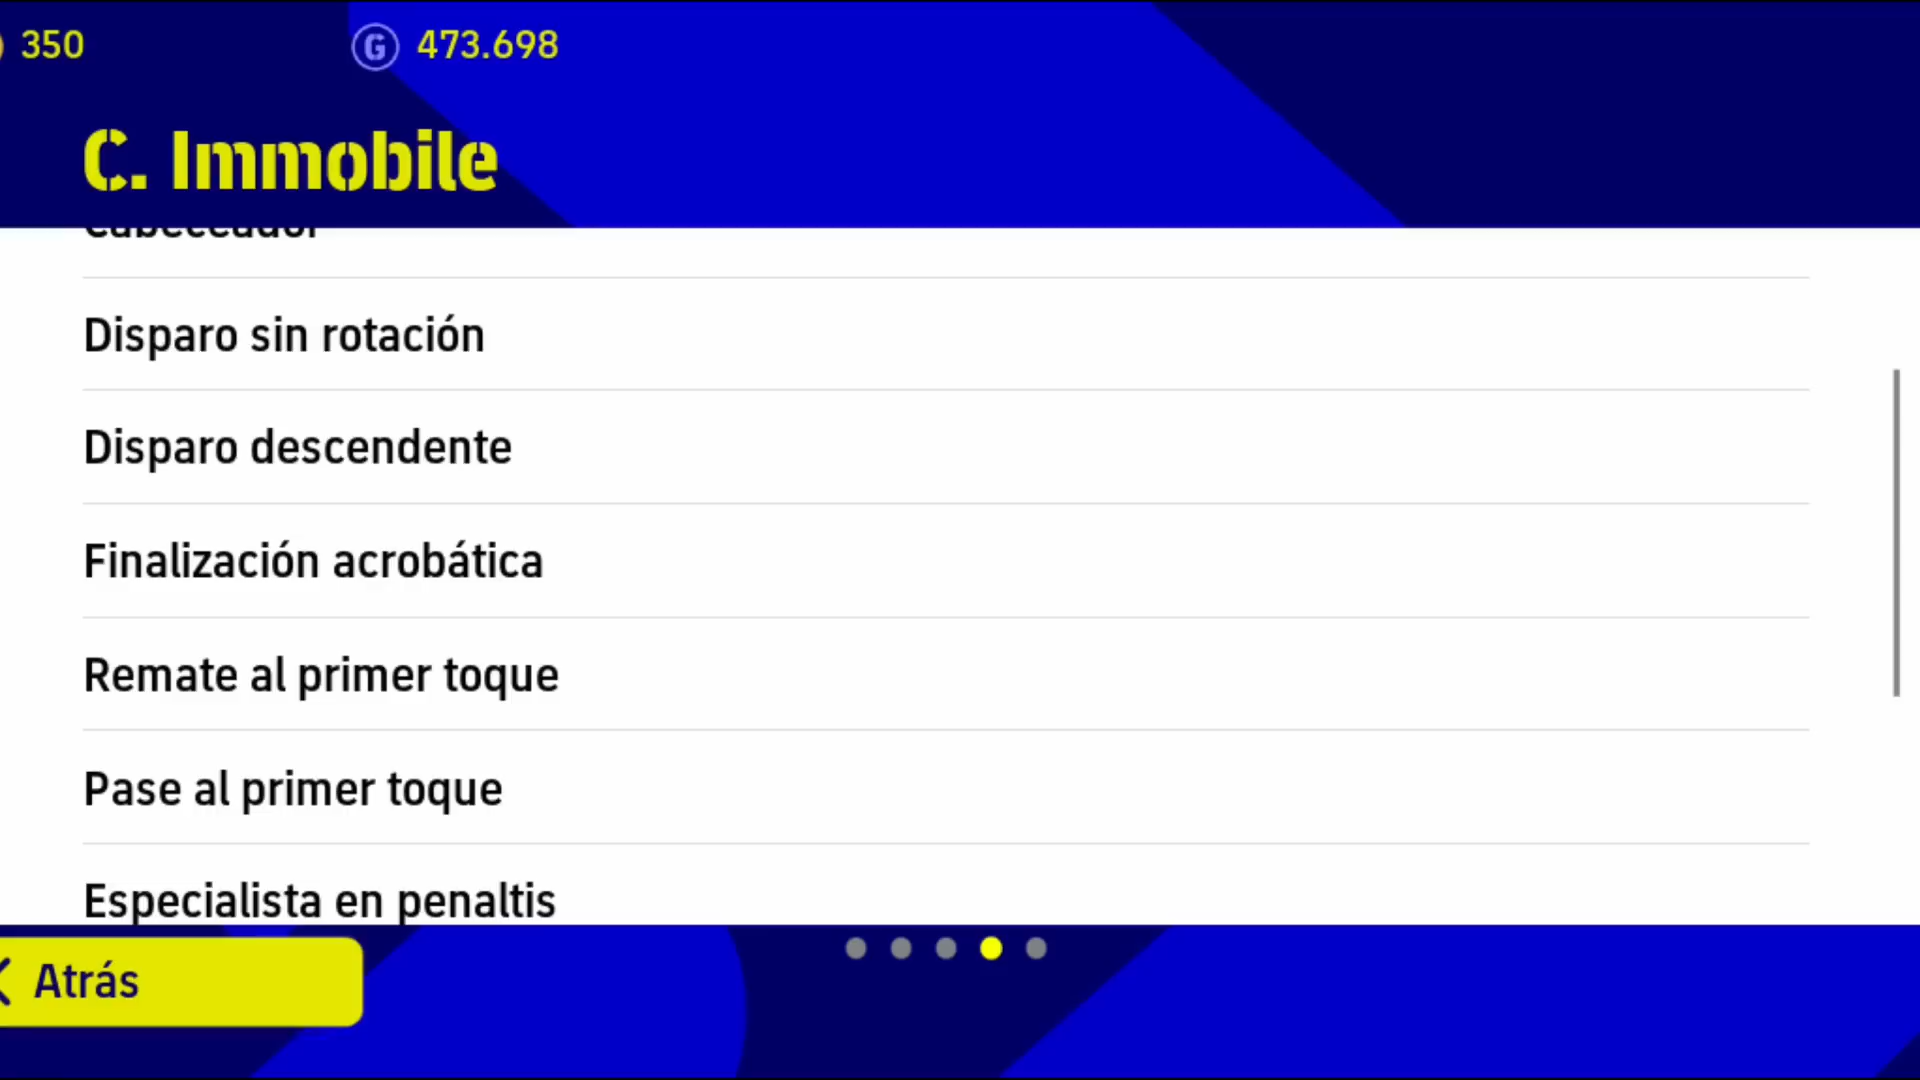 350
G 473.698
C. Immobile
Cabeceador
Disparo sin rotación
Disparo descendente
Finalización acrobática
Remate al primer toque
Pase al primer toque
Especialista en penaltis
Atrás